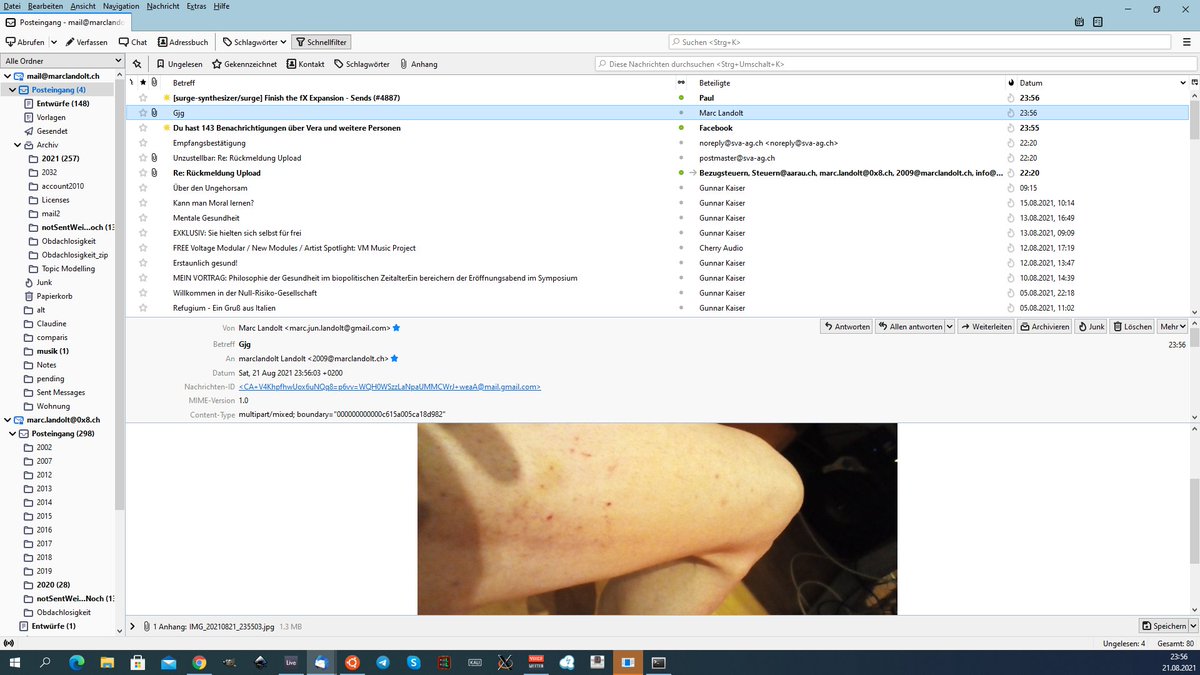 Datei Bearbeiten Ansicht Navigation Nachricht Extras Hilfe
Posteingang - mail@marcland
Abrufen Verfassen Chat Adressbuch Schlagwörter Schnellfilter Suchen <Strg+K>
Alle Ordner
Ungelesen Gekennzeichnet Kontakt Schlagwörter Anhang Diese Nachrichten durchsuchen <Strg+Umschalt+K>
mail@marclandolt.ch
Posteingang (4)
Entwürfe (148)
Vorlagen
Gesendet
Archiv
2021 (257)
2032
account2010
Licenses
mail2
notSentWei...och (13
Obdachlosigkeit
Obdachlosigkeit_zip
Topic Modelling
Junk
Papierkorb
alt
Claudine
comparis
musik (1)
Notes
pending
Sent Messages
Wohnung
marc.landolt@0x8.ch
Posteingang (298)
2002
2007
2012
2013
2014
2015
2016
2017
2018
2019
2020 (28)
notSentWei...Noch (13
Obdachlosigkeit
Entwürfe (1)
Betreff Beteiligte Datum
[surge-synthesizer/surge] Finish the fX Expansion - Sends (#4887) Paul 23:56
Gjg Marc Landolt 23:56
Du hast 143 Benachrichtigungen über Vera und weitere Personen Facebook 23:55
Empfangsbestätigung noreply@sva-ag.ch <noreply@sva-ag.ch> 22:20
Unzustellbar: Re: Rückmeldung Upload postmaster@sva-ag.ch 22:20
Re: Rückmeldung Upload Bezugsteuern, Steuern@aarau.ch, marc.landolt@0x8.ch, 2009@marclandolt.ch, info@... 22:20
Über den Ungehorsam Gunnar Kaiser 09:15
Kann man Moral lernen? Gunnar Kaiser 15.08.2021, 10:14
Mentale Gesundheit Gunnar Kaiser 13.08.2021, 16:49
EXKLUSIV: Sie hielten sich selbst für frei Gunnar Kaiser 13.08.2021, 09:09
FREE Voltage Modular / New Modules / Artist Spotlight: VM Music Project Cherry Audio 12.08.2021, 17:19
Erstaunlich gesund! Gunnar Kaiser 12.08.2021, 13:47
MEIN VORTRAG: Philosophie der Gesundheit im biopolitischen ZeitalterEin bereichern der Eröffnungsabend im Symposium Gunnar Kaiser 10.08.2021, 14:39
Willkommen in der Null-Risiko-Gesellschaft Gunnar Kaiser 05.08.2021, 22:18
Refugium - Ein Gruß aus Italien Gunnar Kaiser 05.08.2021, 11:02
Von Marc Landolt <marc.jun.landolt@gmail.com>
Antworten Allen antworten Weiterleiten Archivieren Junk Löschen Mehr
Betreff Gjg 23:56
An marclandolt Landolt <2009@marclandolt.ch>
Datum Sat, 21 Aug 2021 23:56:03 +0200
Nachrichten-ID <CA+V4KhpfhwUox6uNQq8=p6vv=WQH0WSzzLaNpaUMMCWrJ+weaA@mail.gmail.com>
MIME-Version 1.0
Content-Type multipart/mixed; boundary="000000000000c615a005ca18d982"
1 Anhang: IMG_20210821_235503.jpg 1.3 MB Speichern
Ungelesen: 4 Gesamt: 80
Live
23:56
21.08.2021